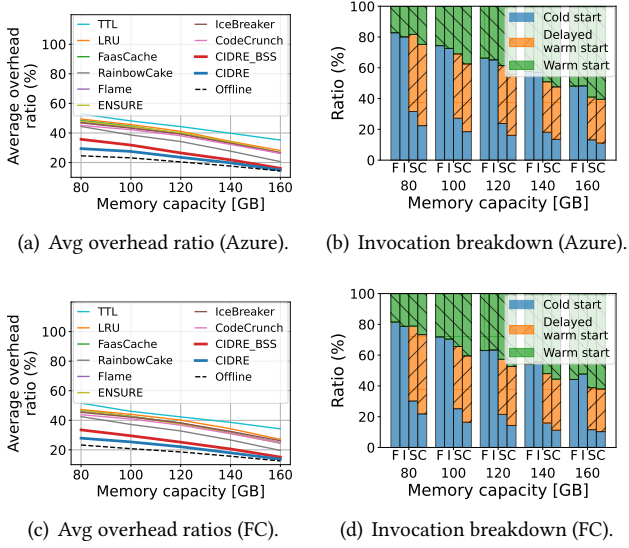 TTL
LRU
FaasCache
RainbowCake
Flame
ENSURE
IceBreaker
CodeCrunch
CIDRE_BSS
CIDRE
Offline
Average overhead
ratio (%)
100
80
60
40
20
80 100 120 140 160
Memory capacity [GB]
(a) Avg overhead ratio (Azure).
Cold start
Delayed
warm start
Warm start
Ratio (%)
100
80
60
40
20
0
F I S C F I S C F I S C F I S C F I S C
80 100 120 140 160
Memory capacity [GB]
(b) Invocation breakdown (Azure).
TTL
LRU
FaasCache
RainbowCake
Flame
ENSURE
IceBreaker
CodeCrunch
CIDRE_BSS
CIDRE
Offline
Average overhead
ratio (%)
100
80
60
40
20
80 100 120 140 160
Memory capacity [GB]
(c) Avg overhead ratios (FC).
Cold start
Delayed
warm start
Warm start
Ratio (%)
100
80
60
40
20
0
F I S C F I S C F I S C F I S C F I S C
80 100 120 140 160
Memory capacity [GB]
(d) Invocation breakdown (FC).